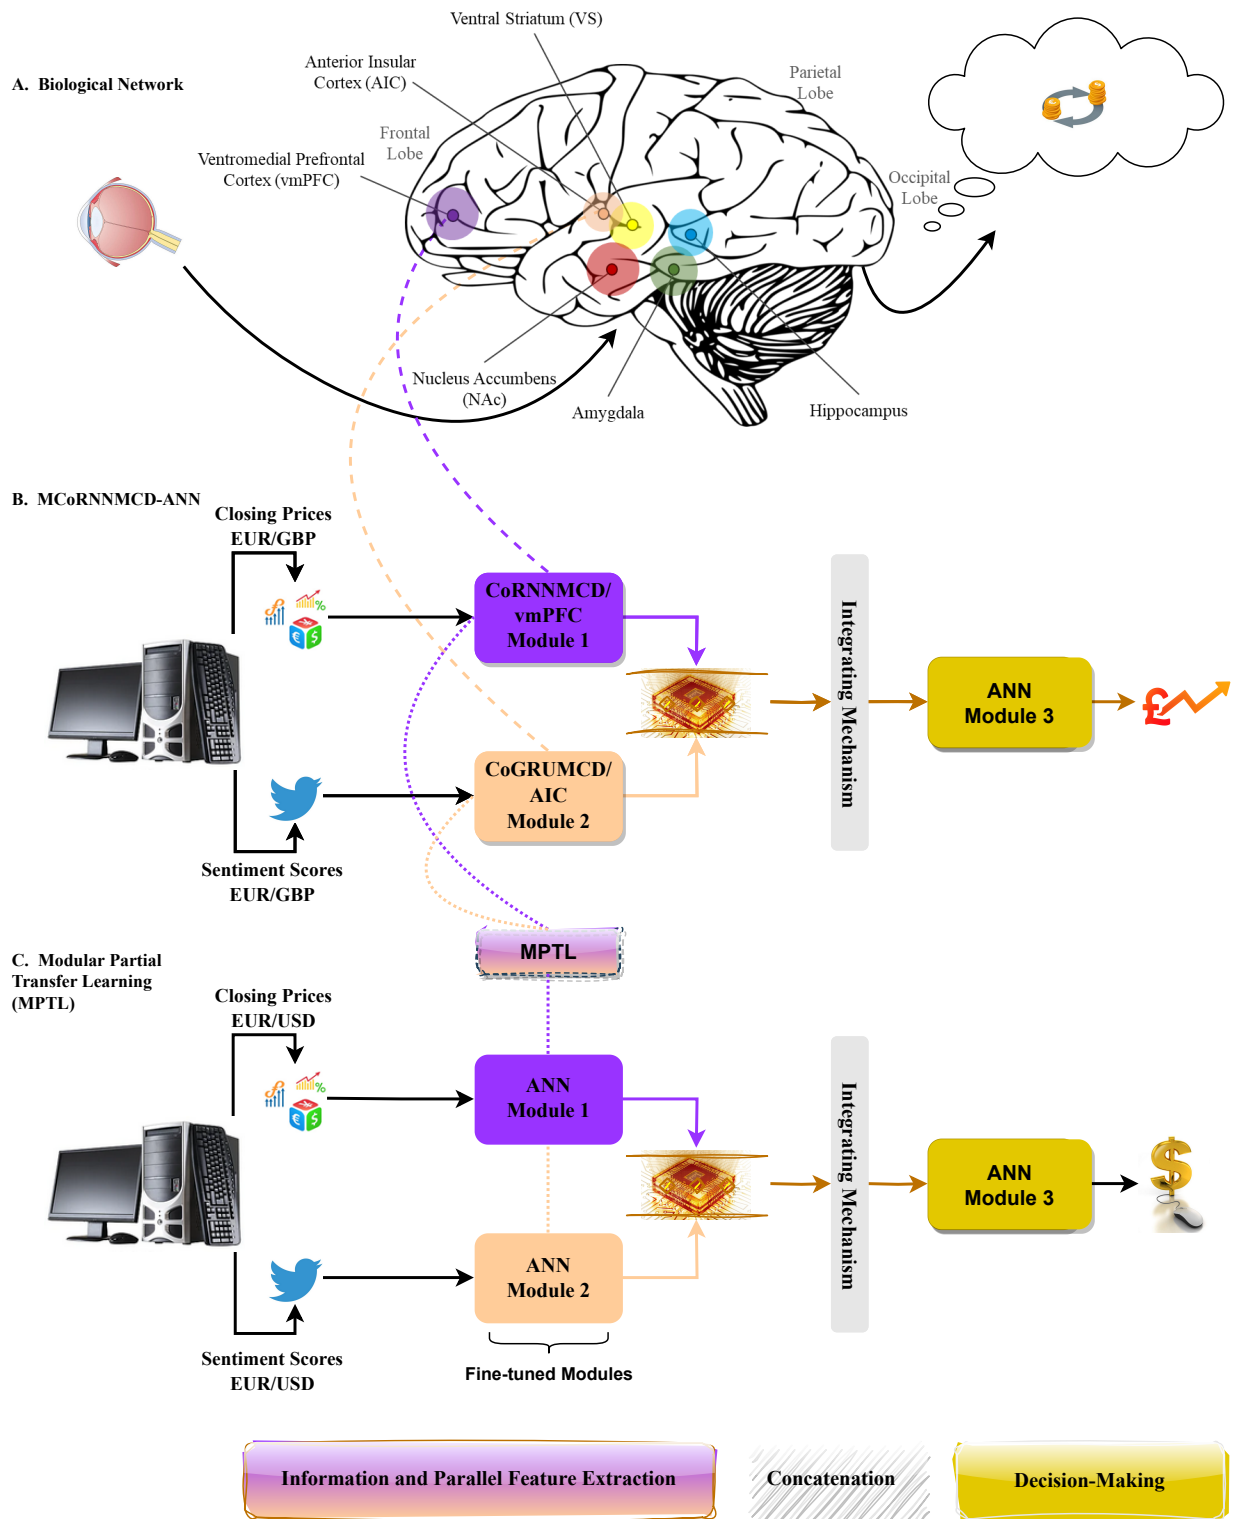 A. Biological Network
Ventral Striatum (VS)
Anterior Insular
Cortex (AIC)
Parietal
Lobe
Frontal
Lobe
Ventromedial Prefrontal
Cortex (vmPFC)
Occipital
Lobe
Nucleus Accumbens
(NAc)
Amygdala
Hippocampus
B. MCoRNNMCD-ANN
Closing Prices
EUR/GBP
CoRNNMCD/
vmPFC
Module 1
Integrating Mechanism
ANN
Module 3
CoGRUMCD/
AIC
Module 2
Sentiment Scores
EUR/GBP
MPTL
C. Modular Partial
Transfer Learning
(MPTL)
Closing Prices
EUR/USD
ANN
Module 1
Integrating Mechanism
ANN
Module 3
ANN
Module 2
Sentiment Scores
EUR/USD
Fine-tuned Modules
Information and Parallel Feature Extraction
Concatenation
Decision-Making